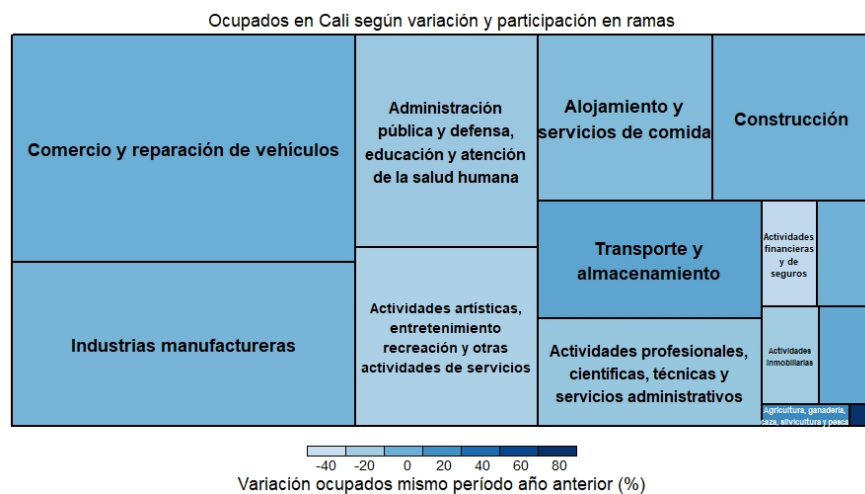 Ocupados en Cali según variación y participación en ramas
Comercio y reparación de vehículos
Industrias manufactureras
Administración
pública y defensa,
educación y atención
de la salud humana
Actividades artísticas,
entretenimiento
recreación y otras
actividades de servicio
Alojamiento y
servicios de comida
Construcción
Transporte y
almacenamiento
Actividades profesionales,
científicas, técnicas y
servicios administrativos
Actividades
financieras
y de
seguros
Actividades
inmobiliarias
Agricultura, ganadería,
caza, silvicultura y pesca
-40 -20 0 20 40 60 80
Variación ocupados mismo período año anterior (%)